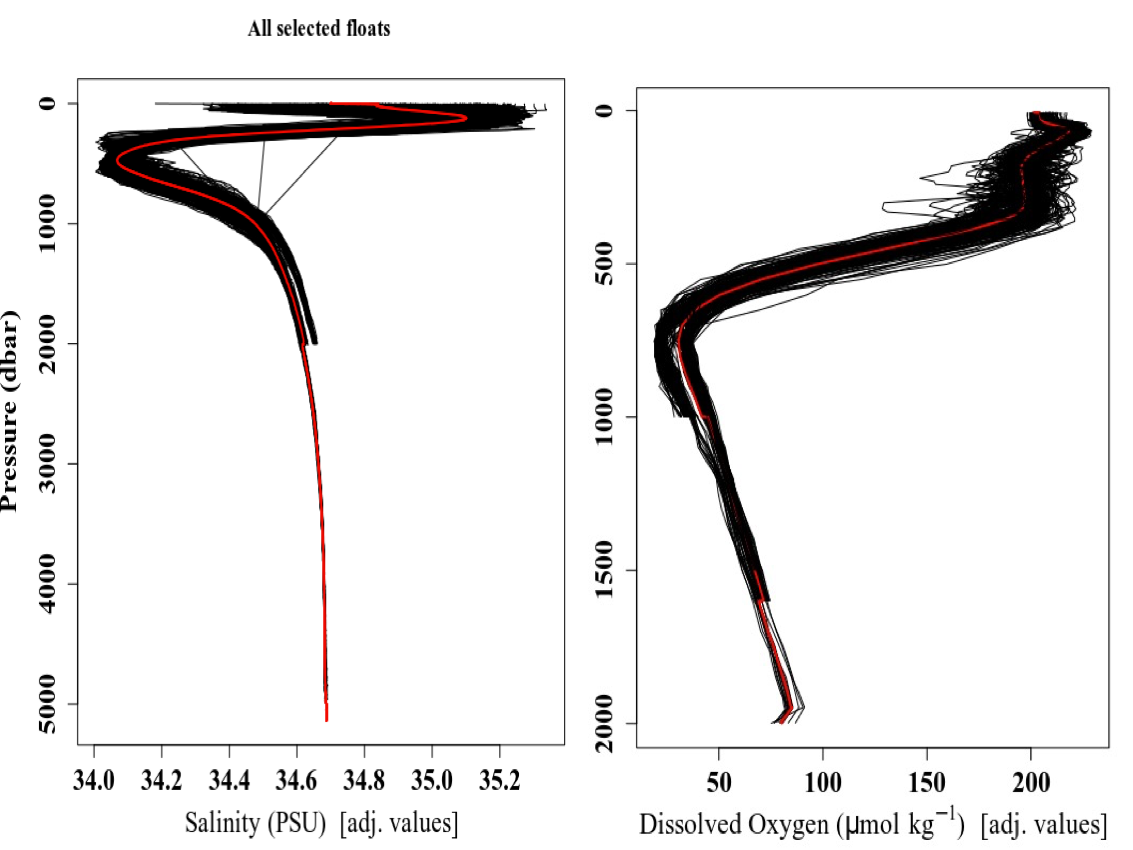 All selected floats
Pressure (dbar)
0
1000
2000
3000
4000
5000
34.0 34.2 34.4 34.6 34.8 35.0 35.2
Salinity (PSU) [adj. values]
0
500
1000
1500
2000
50 100 150 200
Dissolved Oxygen (μmol kg⁻¹) [adj. values]